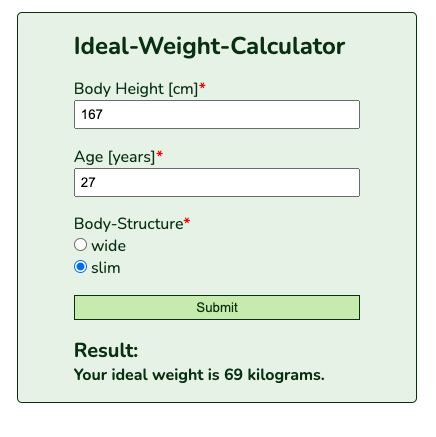 Ideal-Weight-Calculator
Body Height [cm]*
167
Age [years]*
27
Body-Structure*
wide
slim
Submit
Result:
Your ideal weight is 69 kilograms.